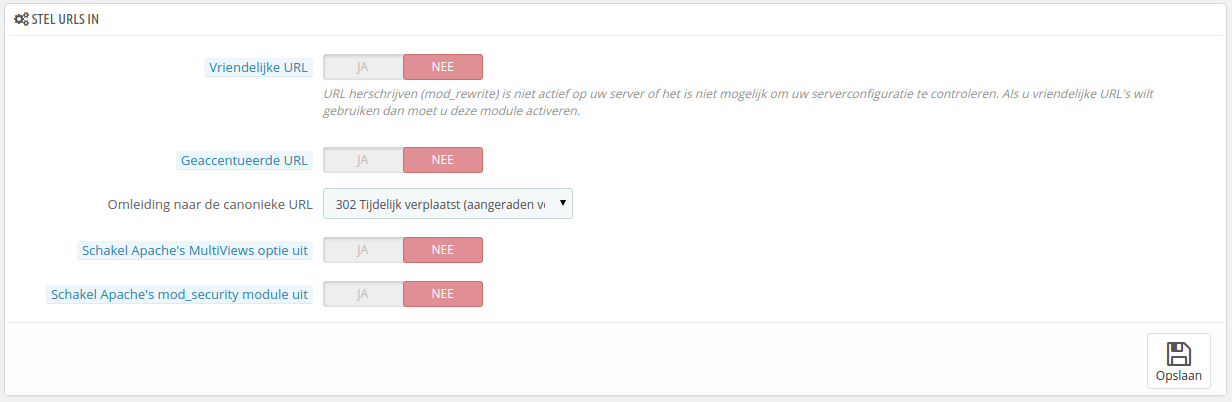 STEL URLS IN
Vriendelijke URL JA NEE
URL herschrijven (mod_rewrite) is niet actief op uw server of het is niet mogelijk om uw serverconfiguratie te controleren. Als u vriendelijke URL's wilt
gebruiken dan moet u deze module activeren.
Geaccentueerde URL JA NEE
Omleiding naar de canonieke URL 302 Tijdelijk verplaatst (aangeraden
Schakel Apache's MultiViews optie uit JA NEE
Schakel Apache's mod_security module uit JA NEE
Opslaan